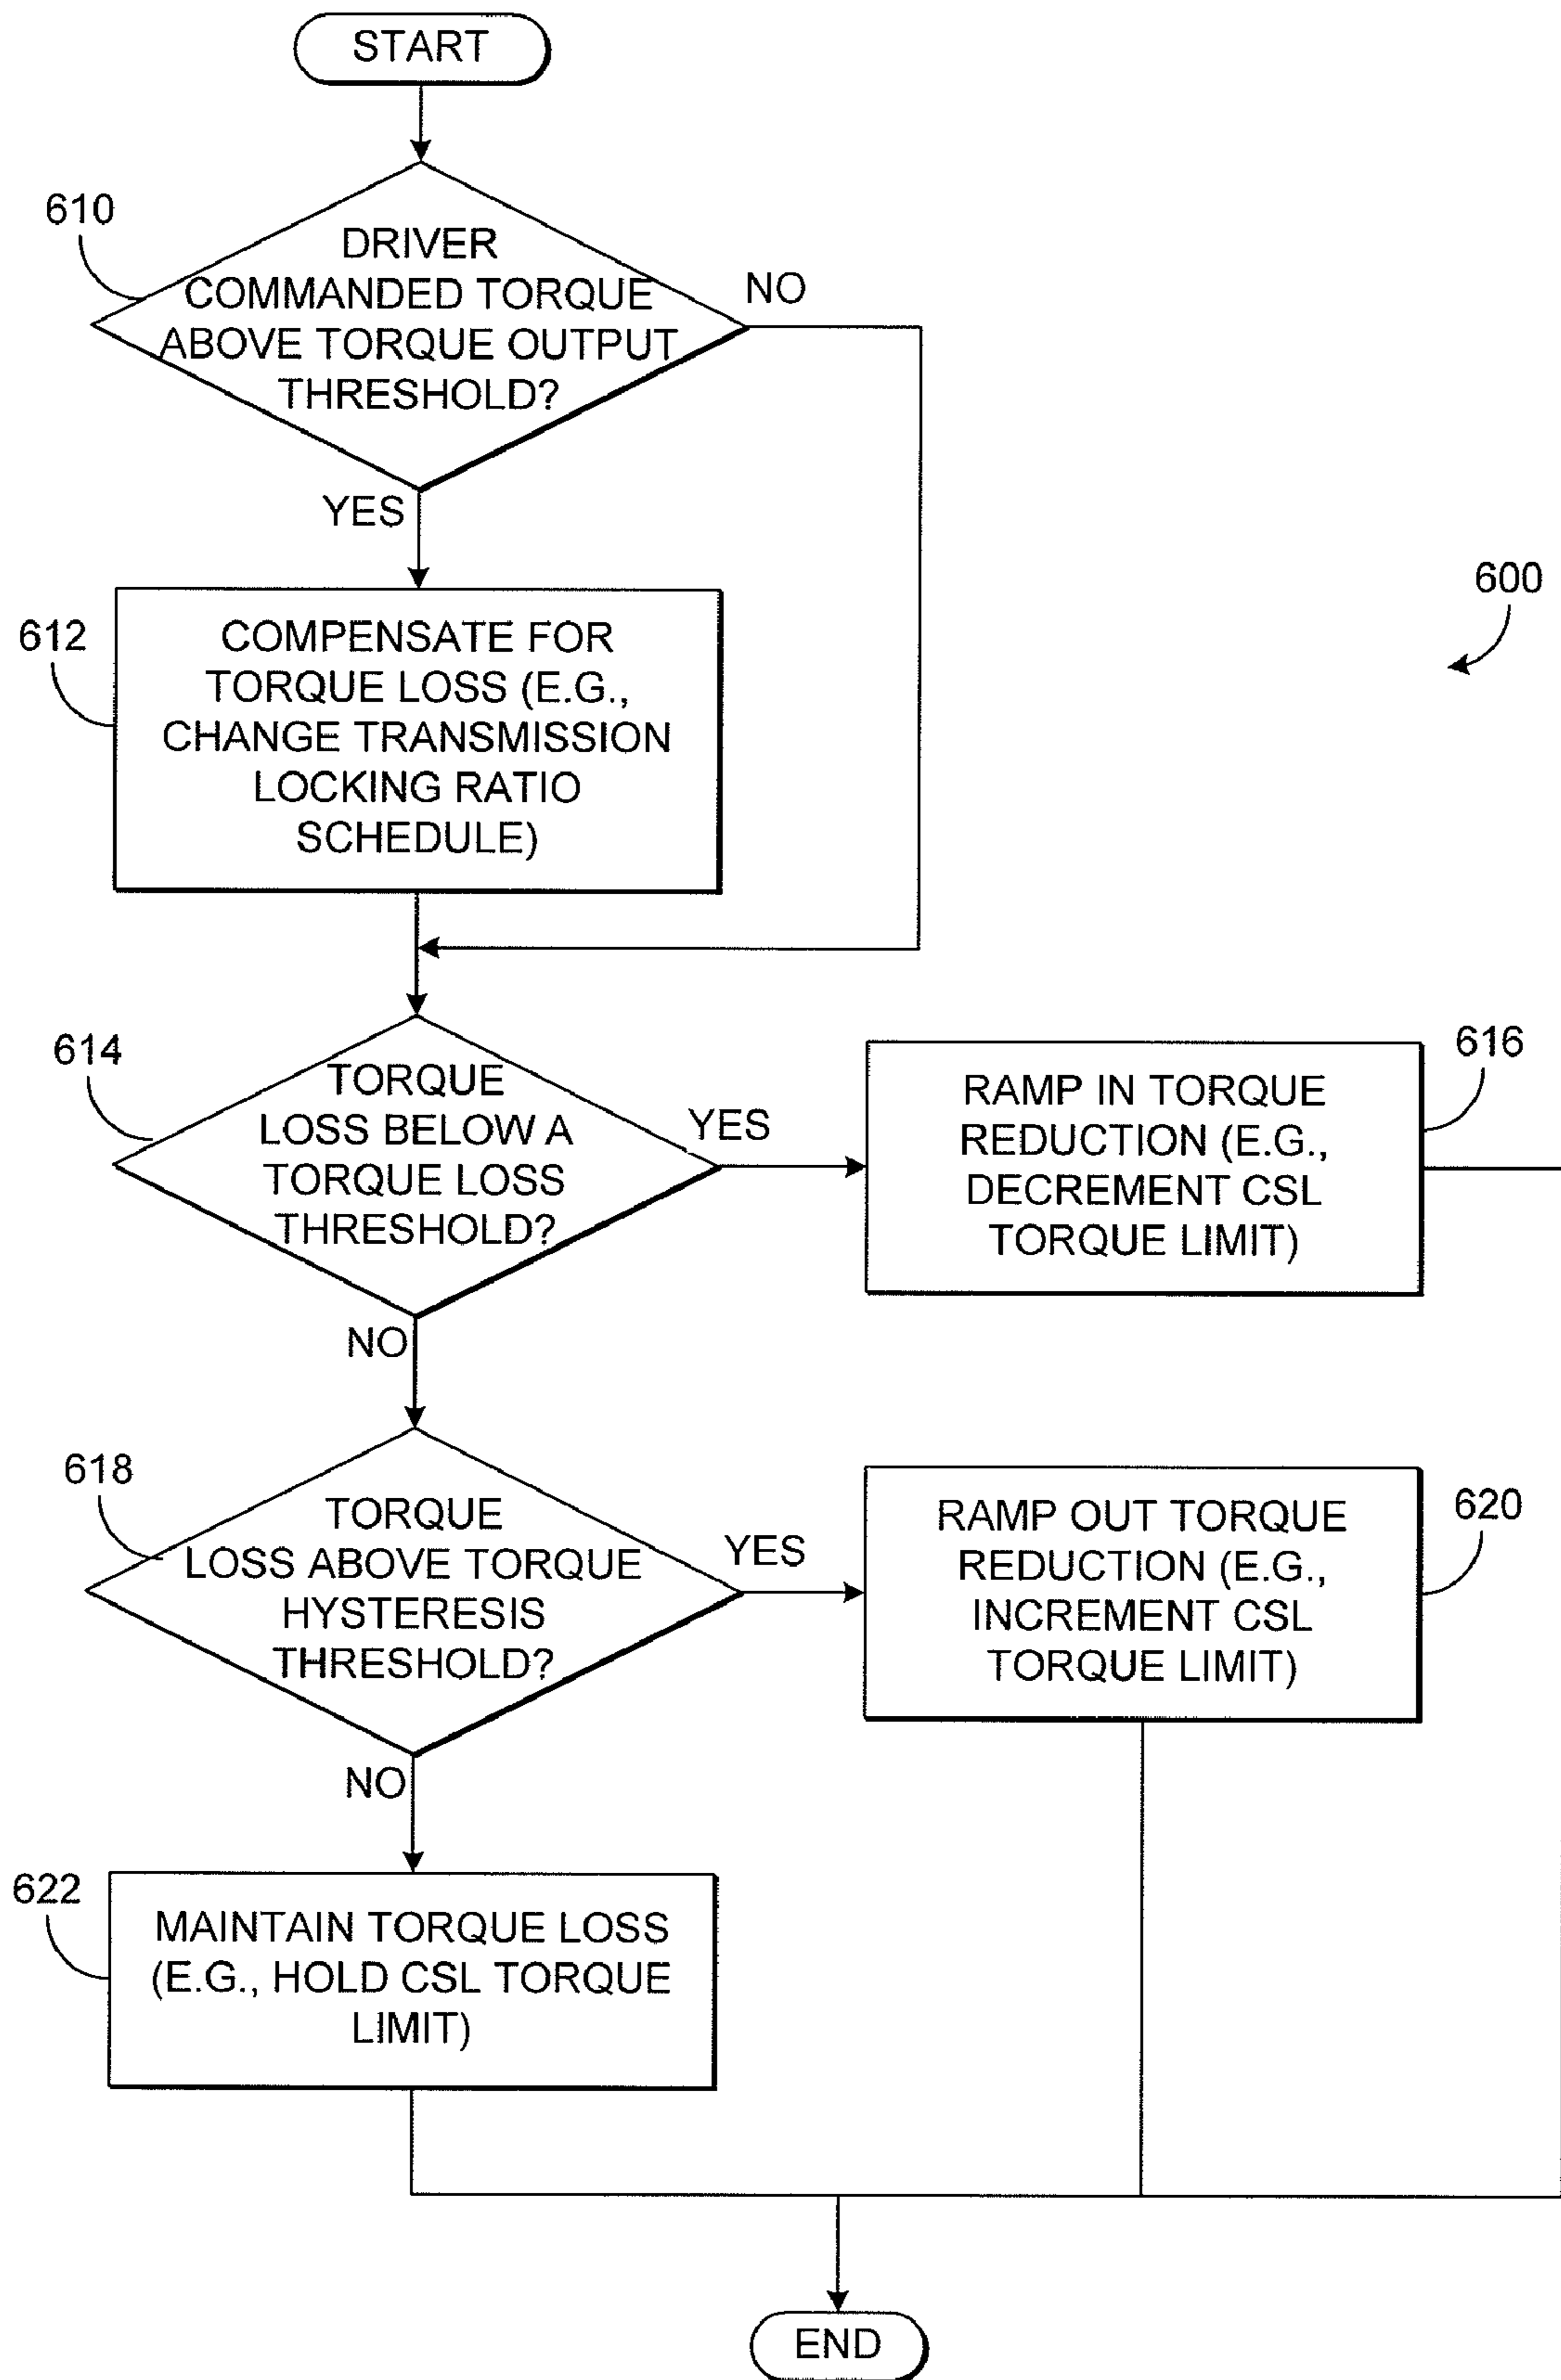 START
610
DRIVER
COMMANDED TORQUE
ABOVE TORQUE OUTPUT
THRESHOLD?
NO
YES
600
612
COMPENSATE FOR
TORQUE LOSS (E.G.,
CHANGE TRANSMISSION
LOCKING RATIO
SCHEDULE)
614
TORQUE
LOSS BELOW A
TORQUE LOSS
THRESHOLD?
YES
616
RAMP IN TORQUE
REDUCTION (E.G.,
DECREMENT CSL
TORQUE LIMIT)
NO
618
TORQUE
LOSS ABOVE TORQUE
HYSTERESIS
THRESHOLD?
YES
620
RAMP OUT TORQUE
REDUCTION (E.G.,
INCREMENT CSL
TORQUE LIMIT)
NO
622
MAINTAIN TORQUE LOSS
(E.G., HOLD CSL TORQUE
LIMIT)
END